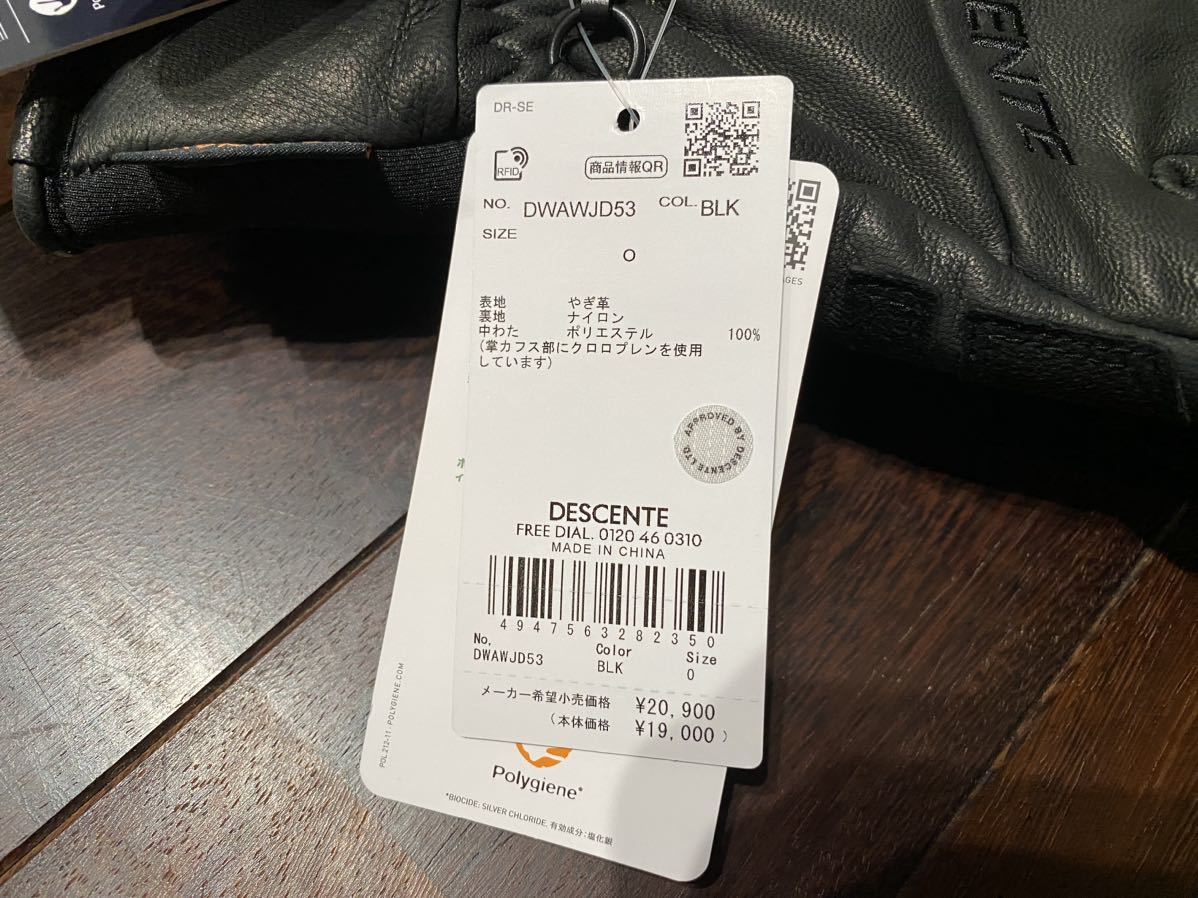 ENTE
DR-SE
RFID
商品情報QR
NO. DWAWJD53 COL. BLK
SIZE
O
表地 やぎ革
裏地 ナイロン
中わた ポリエステル 100%
(掌カフス部にクロロプレンを使用
しています)
APPROVED BY DESCENTE LTD.
DESCENTE
FREE DIAL. 0120 46 0310
MADE IN CHINA
4947563282350
No. Color Size
DWAWJD53 BLK O
メーカー希望小売価格 ¥20,900
(本体価格 ¥19,000)
POL.212-11 : POLYGIENE.COM
Polygiene*
*BIOCIDE: SILVER CHLORIDE. 有効成分:塩化銀